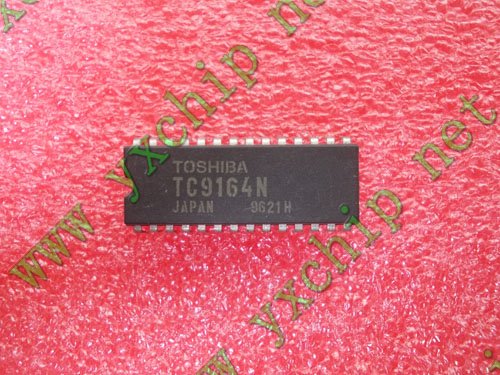 TOSHIBA
TC9164N
JAPAN 9621H
www yxchip net
www yxchip net